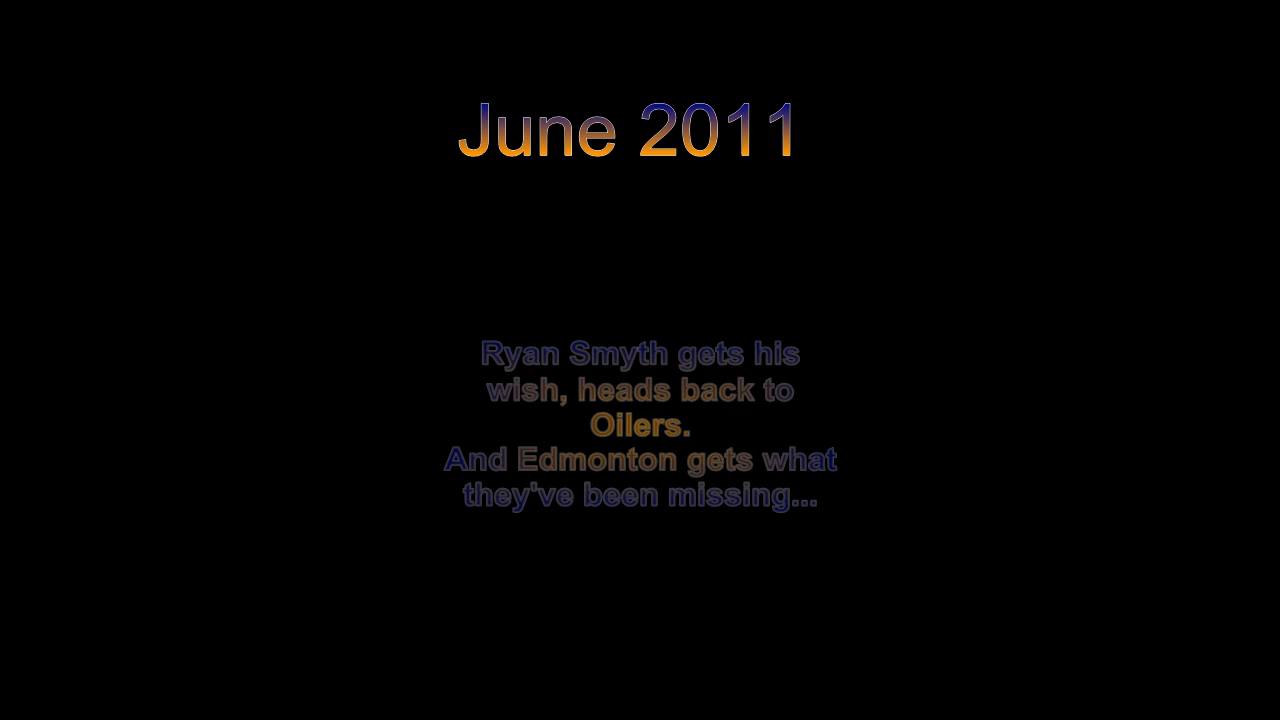 June 2011
Ryan Smyth gets his
wish, heads back to
Oilers.
And Edmonton gets what
they've been missing...